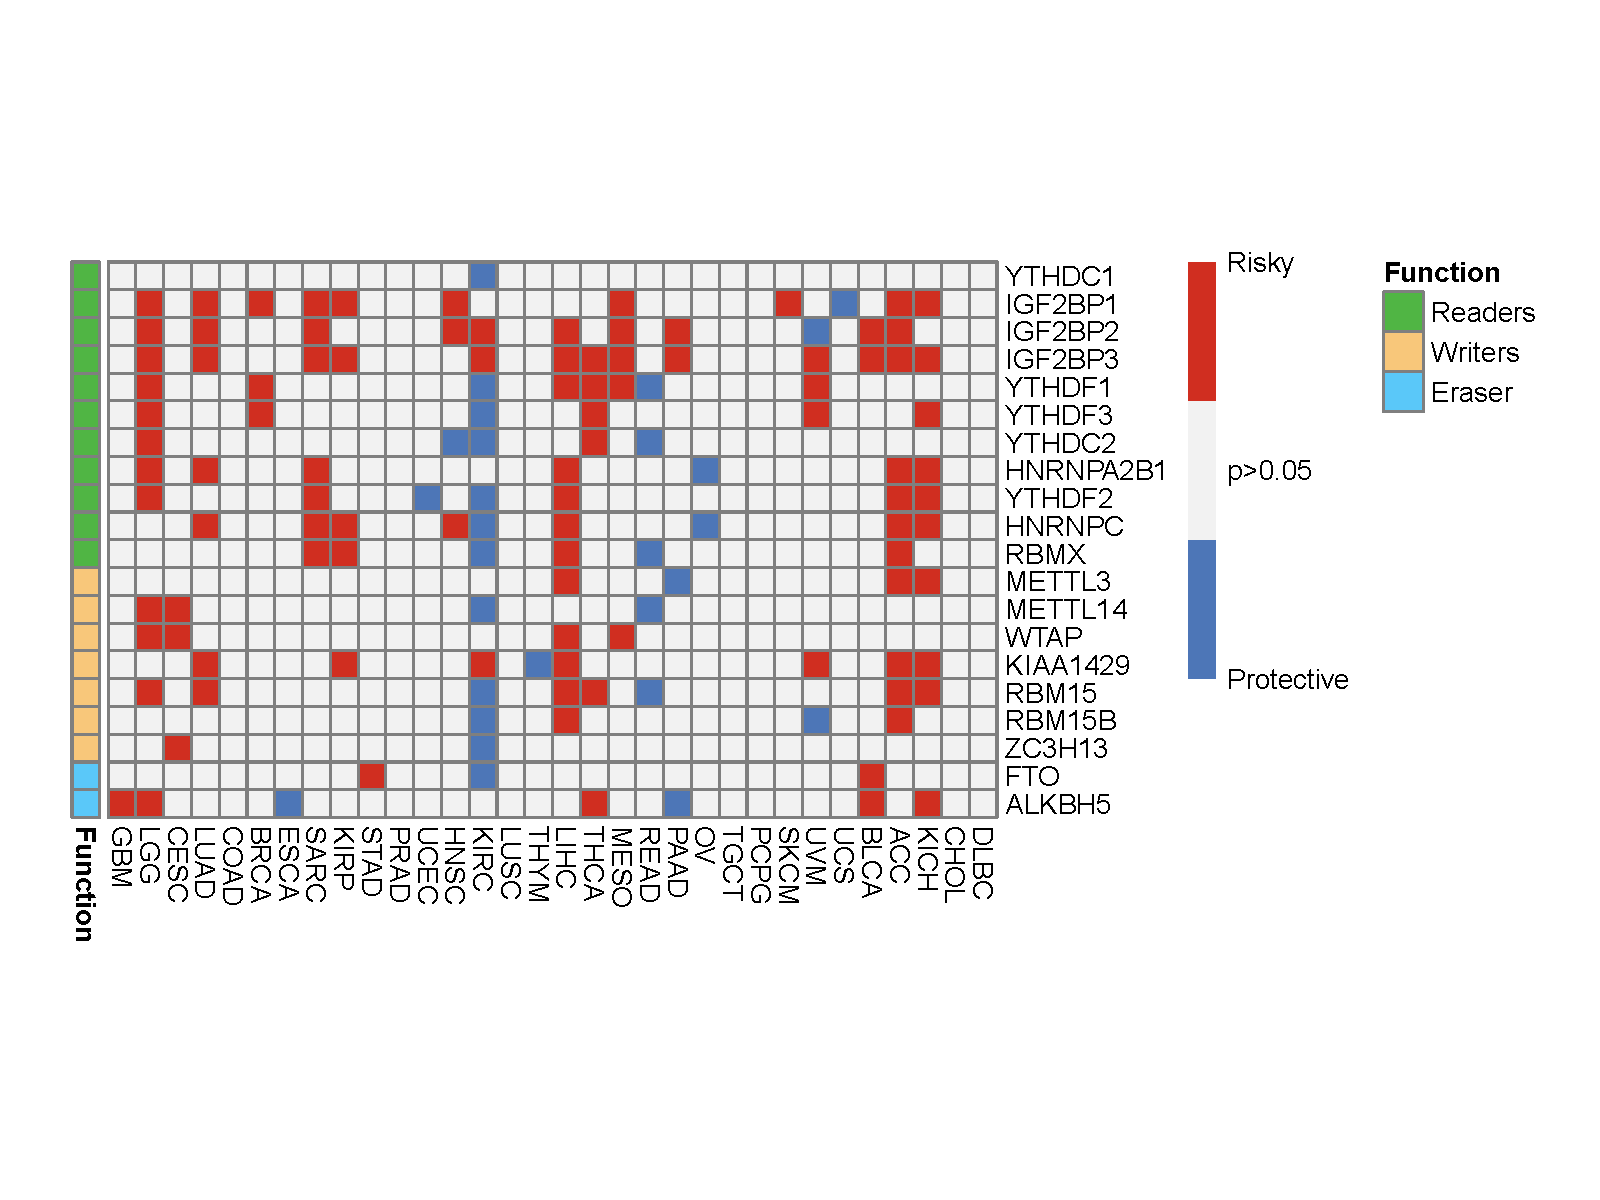 YTHDC1
IGF2BP1
IGF2BP2
IGF2BP3
YTHDF1
YTHDF3
YTHDC2
HNRNPA2B1
YTHDF2
HNRNPC
RBMX
METTL3
METTL14
WTAP
KIAA1429
RBM15
RBM15B
ZC3H13
FTO
ALKBH5
Function
GBM
LGG
CESC
LUAD
COAD
BRCA
ESCA
SARC
KIRP
STAD
PRAD
UCEC
HNSC
KIRC
LUSC
THYM
LIHC
THCA
MESO
READ
PAAD
OV
TGCT
PCPG
SKCM
UVM
UCS
BLCA
ACC
KICH
CHOL
DLBC
Risky
p>0.05
Protective
Function
Readers
Writers
Eraser